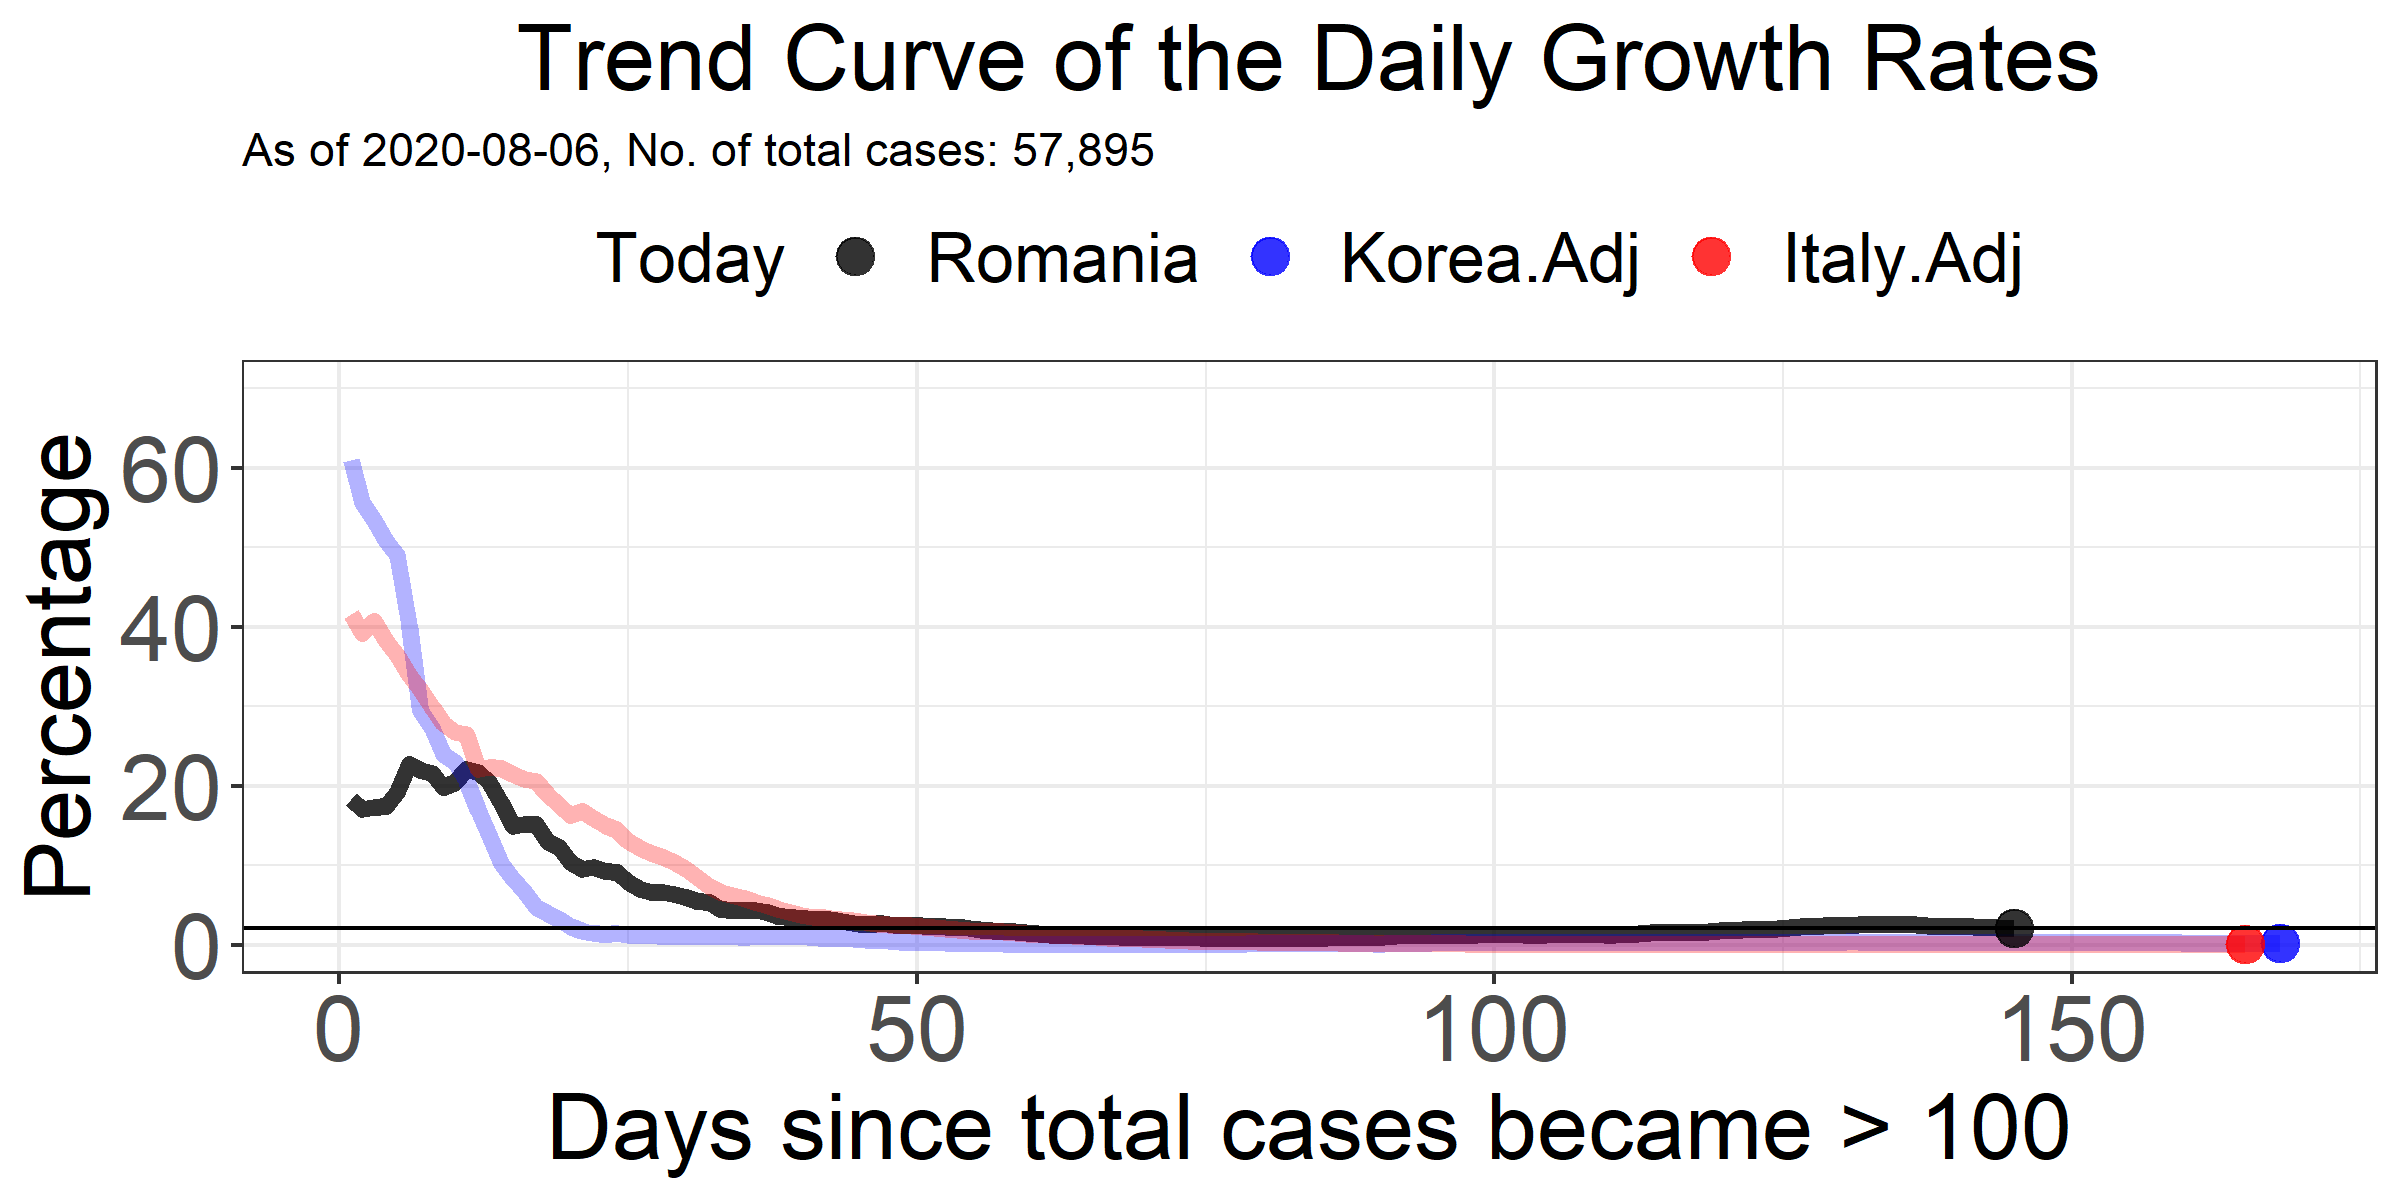 Trend Curve of the Daily Growth Rates
As of 2020-08-06, No. of total cases: 57,895
Today Romania Korea.Adj Italy.Adj
Percentage
60
40
20
0
0 50 100 150
Days since total cases became > 100